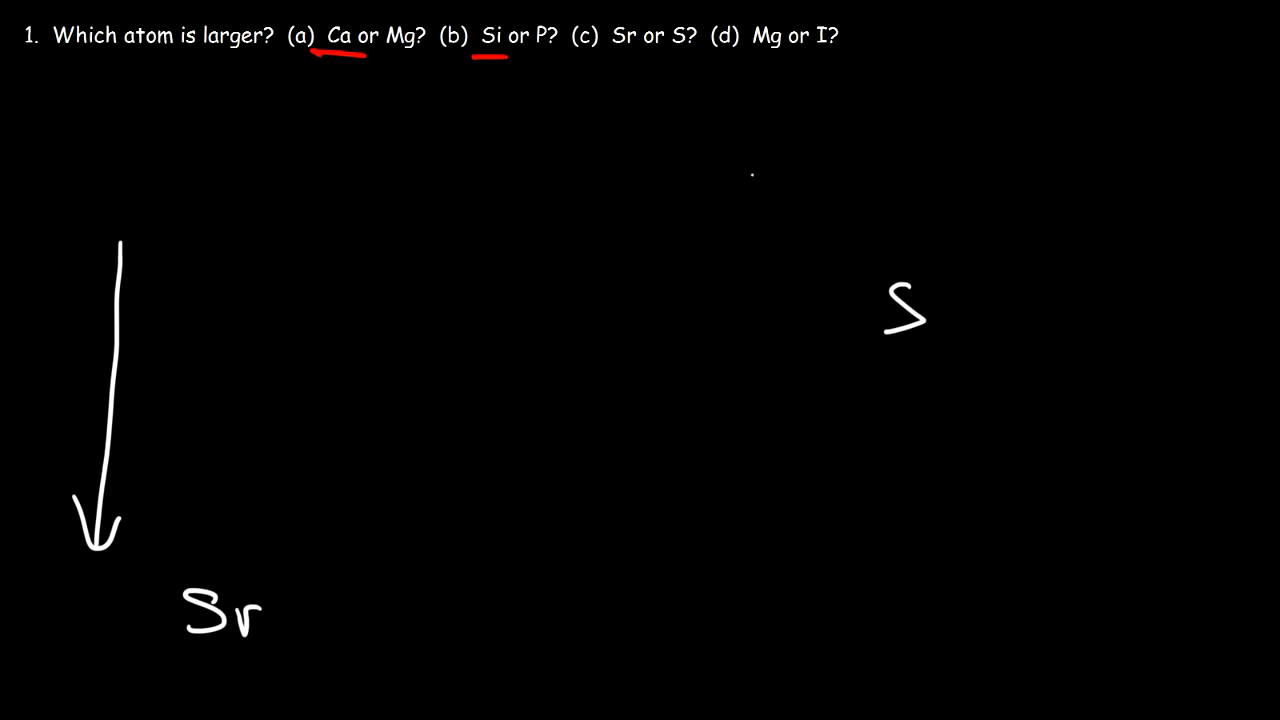 1. Which atom is larger? (a) Ca or Mg? (b) Si or P? (c) Sr or S? (d) Mg or I?
S
Sr